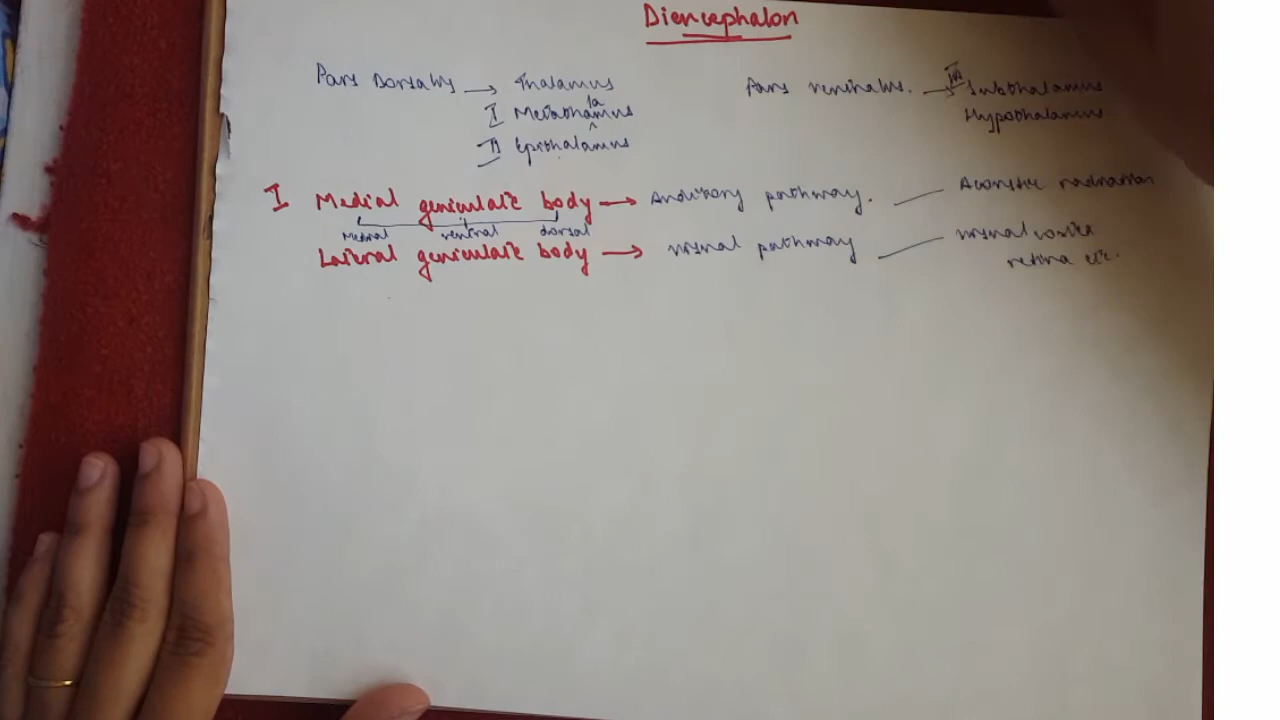 Diencephalon
Pars Dorsalis → Thalamus
I Metathalamus
II Epithalamus
Pars ventralis. → III Subthalamus
Hypothalamus
I Medial geniculate body → Auditory pathway. — Acoustic radiation
medial ventral dorsal
Lateral geniculate body → visual pathway — visual cortex
retina etc.